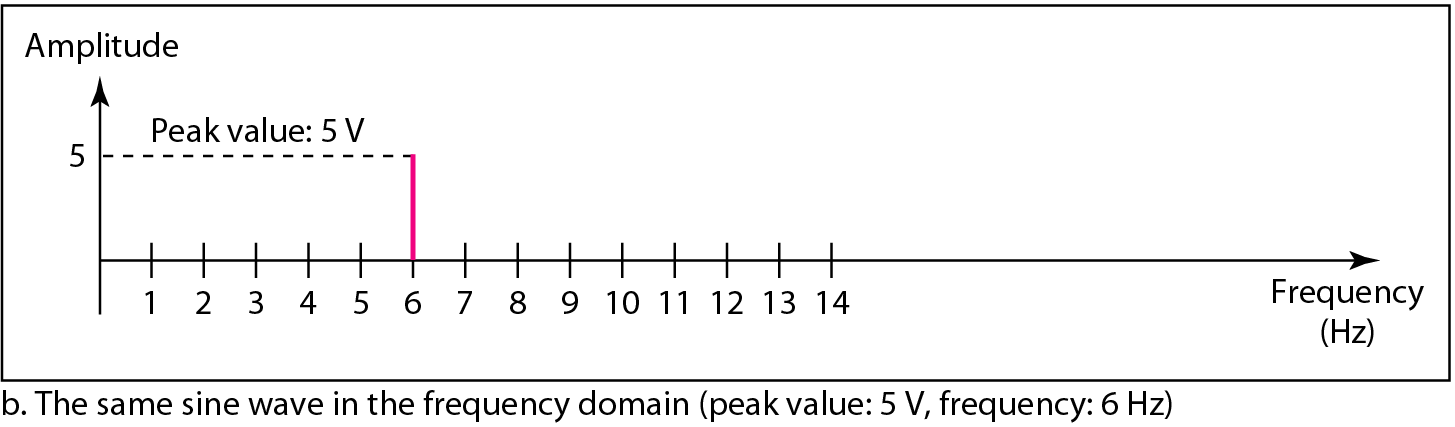 Amplitude
Peak value: 5 V
5
1 2 3 4 5 6 7 8 9 10 11 12 13 14
Frequency
(Hz)
b. The same sine wave in the frequency domain (peak value: 5 V, frequency: 6 Hz)